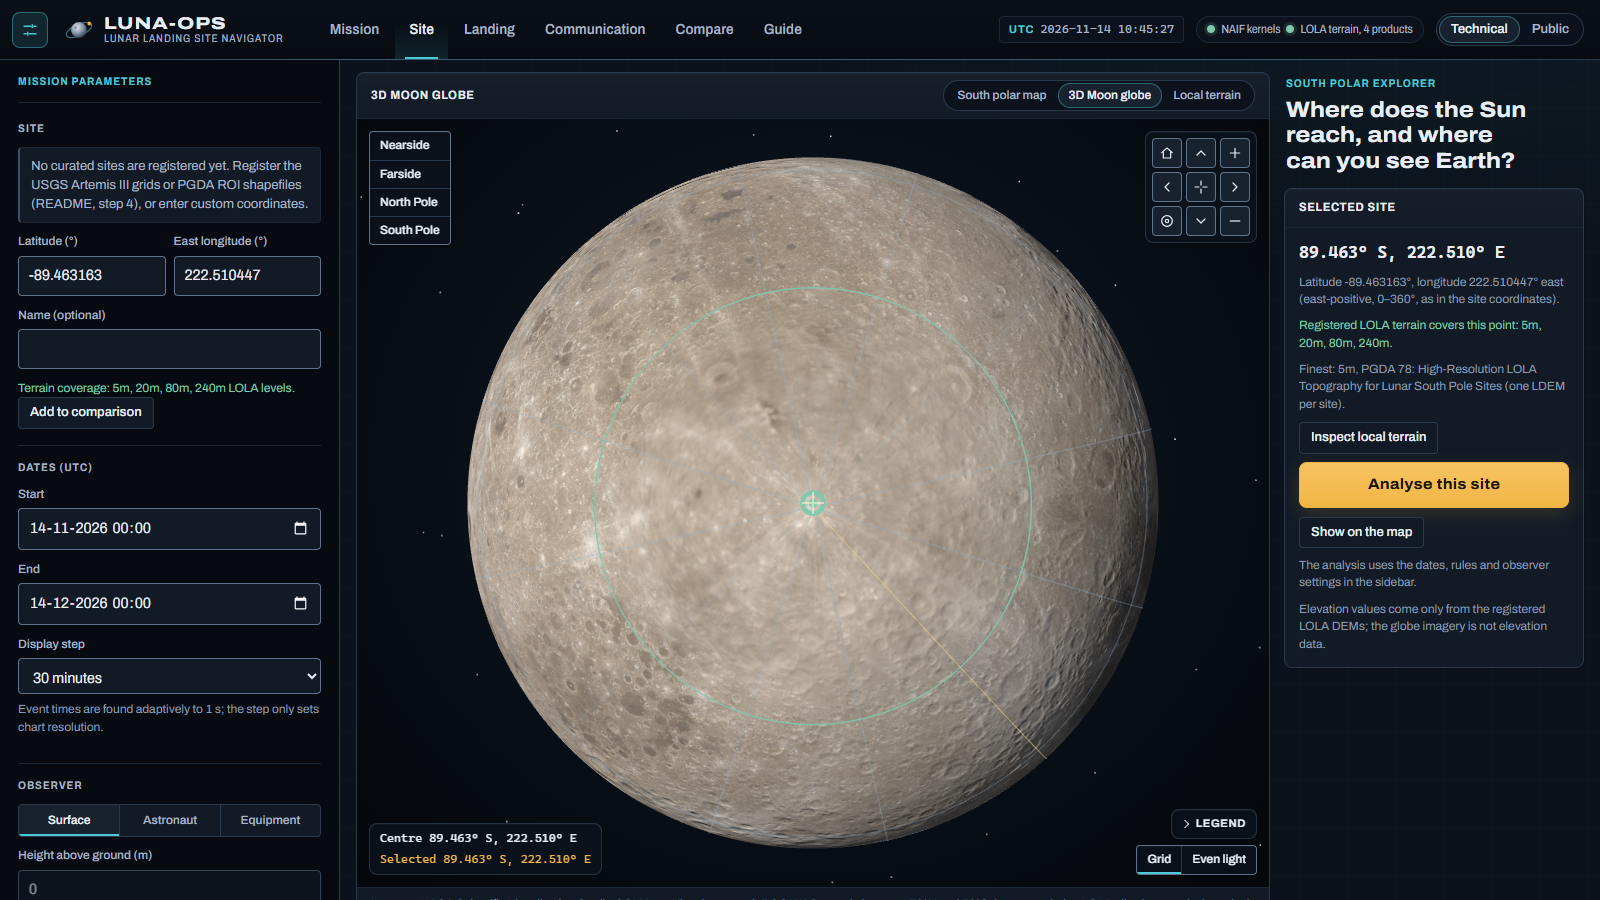 LUNA-OPS
LUNAR LANDING SITE NAVIGATOR
Mission
Site
Landing
Communication
Compare
Guide
UTC 2026-11-14 10:45:27
NAIF kernels
LOLA terrain, 4 products
Technical
Public
MISSION PARAMETERS
SITE
No curated sites are registered yet. Register the
USGS Artemis III grids or PGDA ROI shapefiles
(README, step 4), or enter custom coordinates.
Latitude (°)
East longitude (°)
-89.463163
222.510447
Name (optional)
Terrain coverage: 5m, 20m, 80m, 240m LOLA levels.
Add to comparison
DATES (UTC)
Start
14-11-2026 00:00
End
14-12-2026 00:00
Display step
30 minutes
Event times are found adaptively to 1 s; the step only sets
chart resolution.
OBSERVER
Surface
Astronaut
Equipment
Height above ground (m)
0
3D MOON GLOBE
South polar map
3D Moon globe
Local terrain
Nearside
Farside
North Pole
South Pole
Centre 89.463° S, 222.510° E
Selected 89.463° S, 222.510° E
LEGEND
Grid
Even light
SOUTH POLAR EXPLORER
Where does the Sun
reach, and where
can you see Earth?
SELECTED SITE
89.463° S, 222.510° E
Latitude -89.463163°, longitude 222.510447° east
(east-positive, 0–360°, as in the site coordinates).
Registered LOLA terrain covers this point: 5m,
20m, 80m, 240m.
Finest: 5m, PGDA 78: High-Resolution LOLA
Topography for Lunar South Pole Sites (one LDEM
per site).
Inspect local terrain
Analyse this site
Show on the map
The analysis uses the dates, rules and observer
settings in the sidebar.
Elevation values come only from the registered
LOLA DEMs; the globe imagery is not elevation
data.